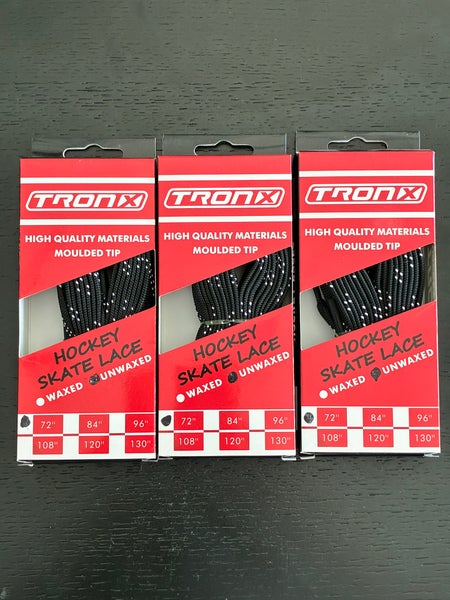 TRONX
HIGH QUALITY MATERIALS
MOULDED TIP
HOCKEY
SKATE LACE
WAXED UNWAXED
72" 84" 96"
108" 120" 130"
TRONX
HIGH QUALITY MATERIALS
MOULDED TIP
HOCKEY
SKATE LACE
WAXED UNWAXED
72" 84" 96"
108" 120" 130"
TRONX
HIGH QUALITY MATERIALS
MOULDED TIP
HOCKEY
SKATE LACE
WAXED UNWAXED
72" 84" 96"
108" 120" 130"